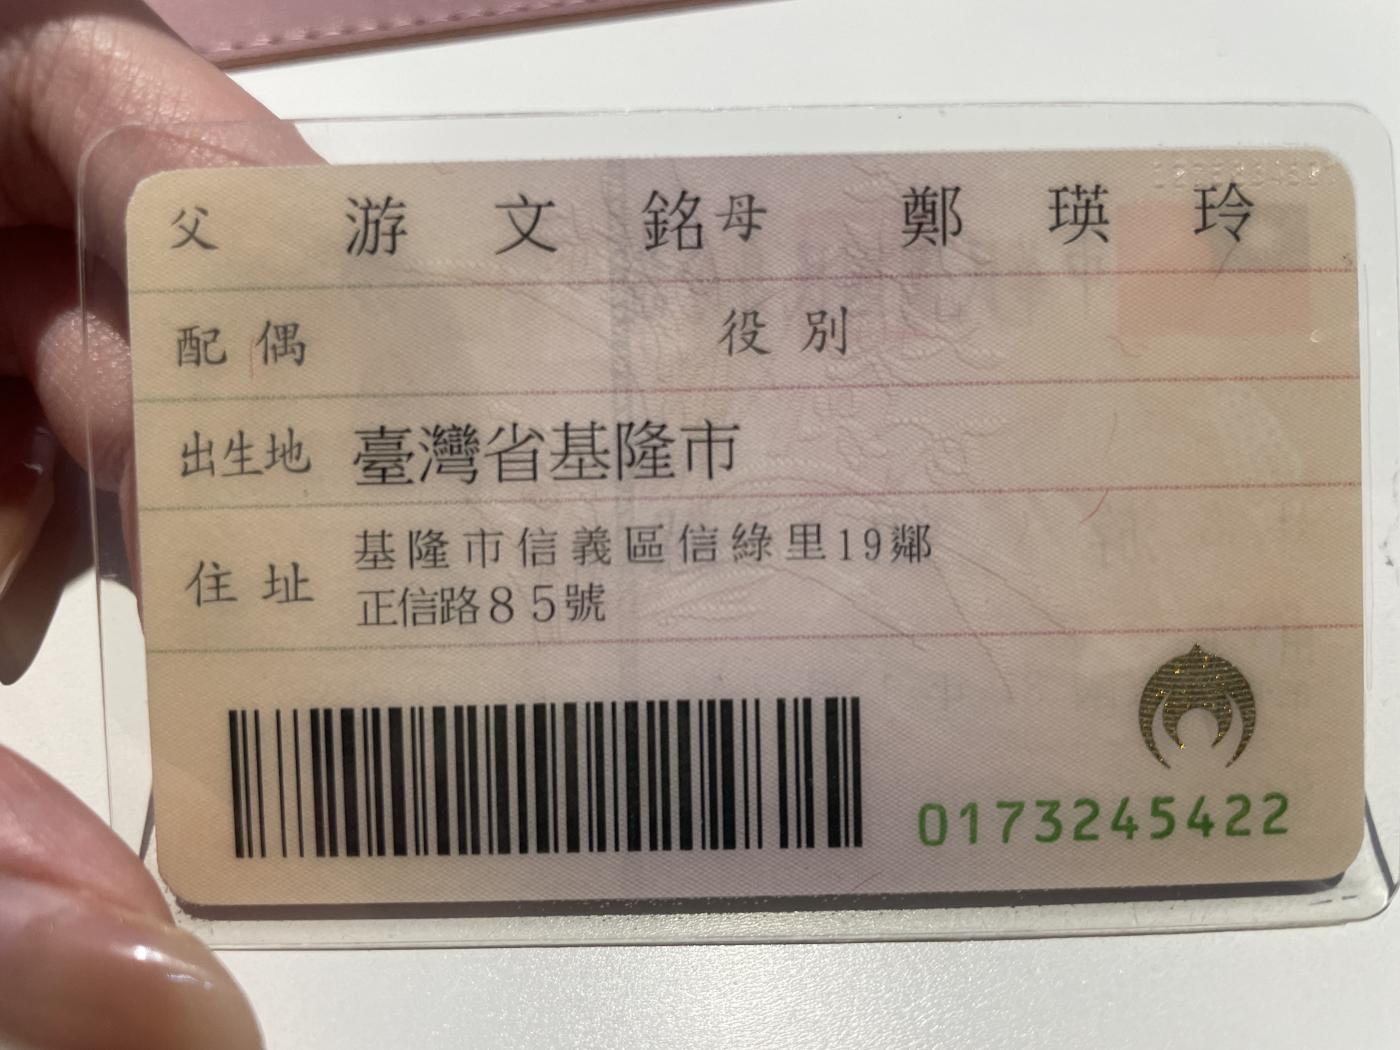 父 游文銘 母 鄭瑛玲
配偶 役別
出生地 臺灣省基隆市
住址 基隆市信義區信綠里19鄰
正信路85號
0173245422